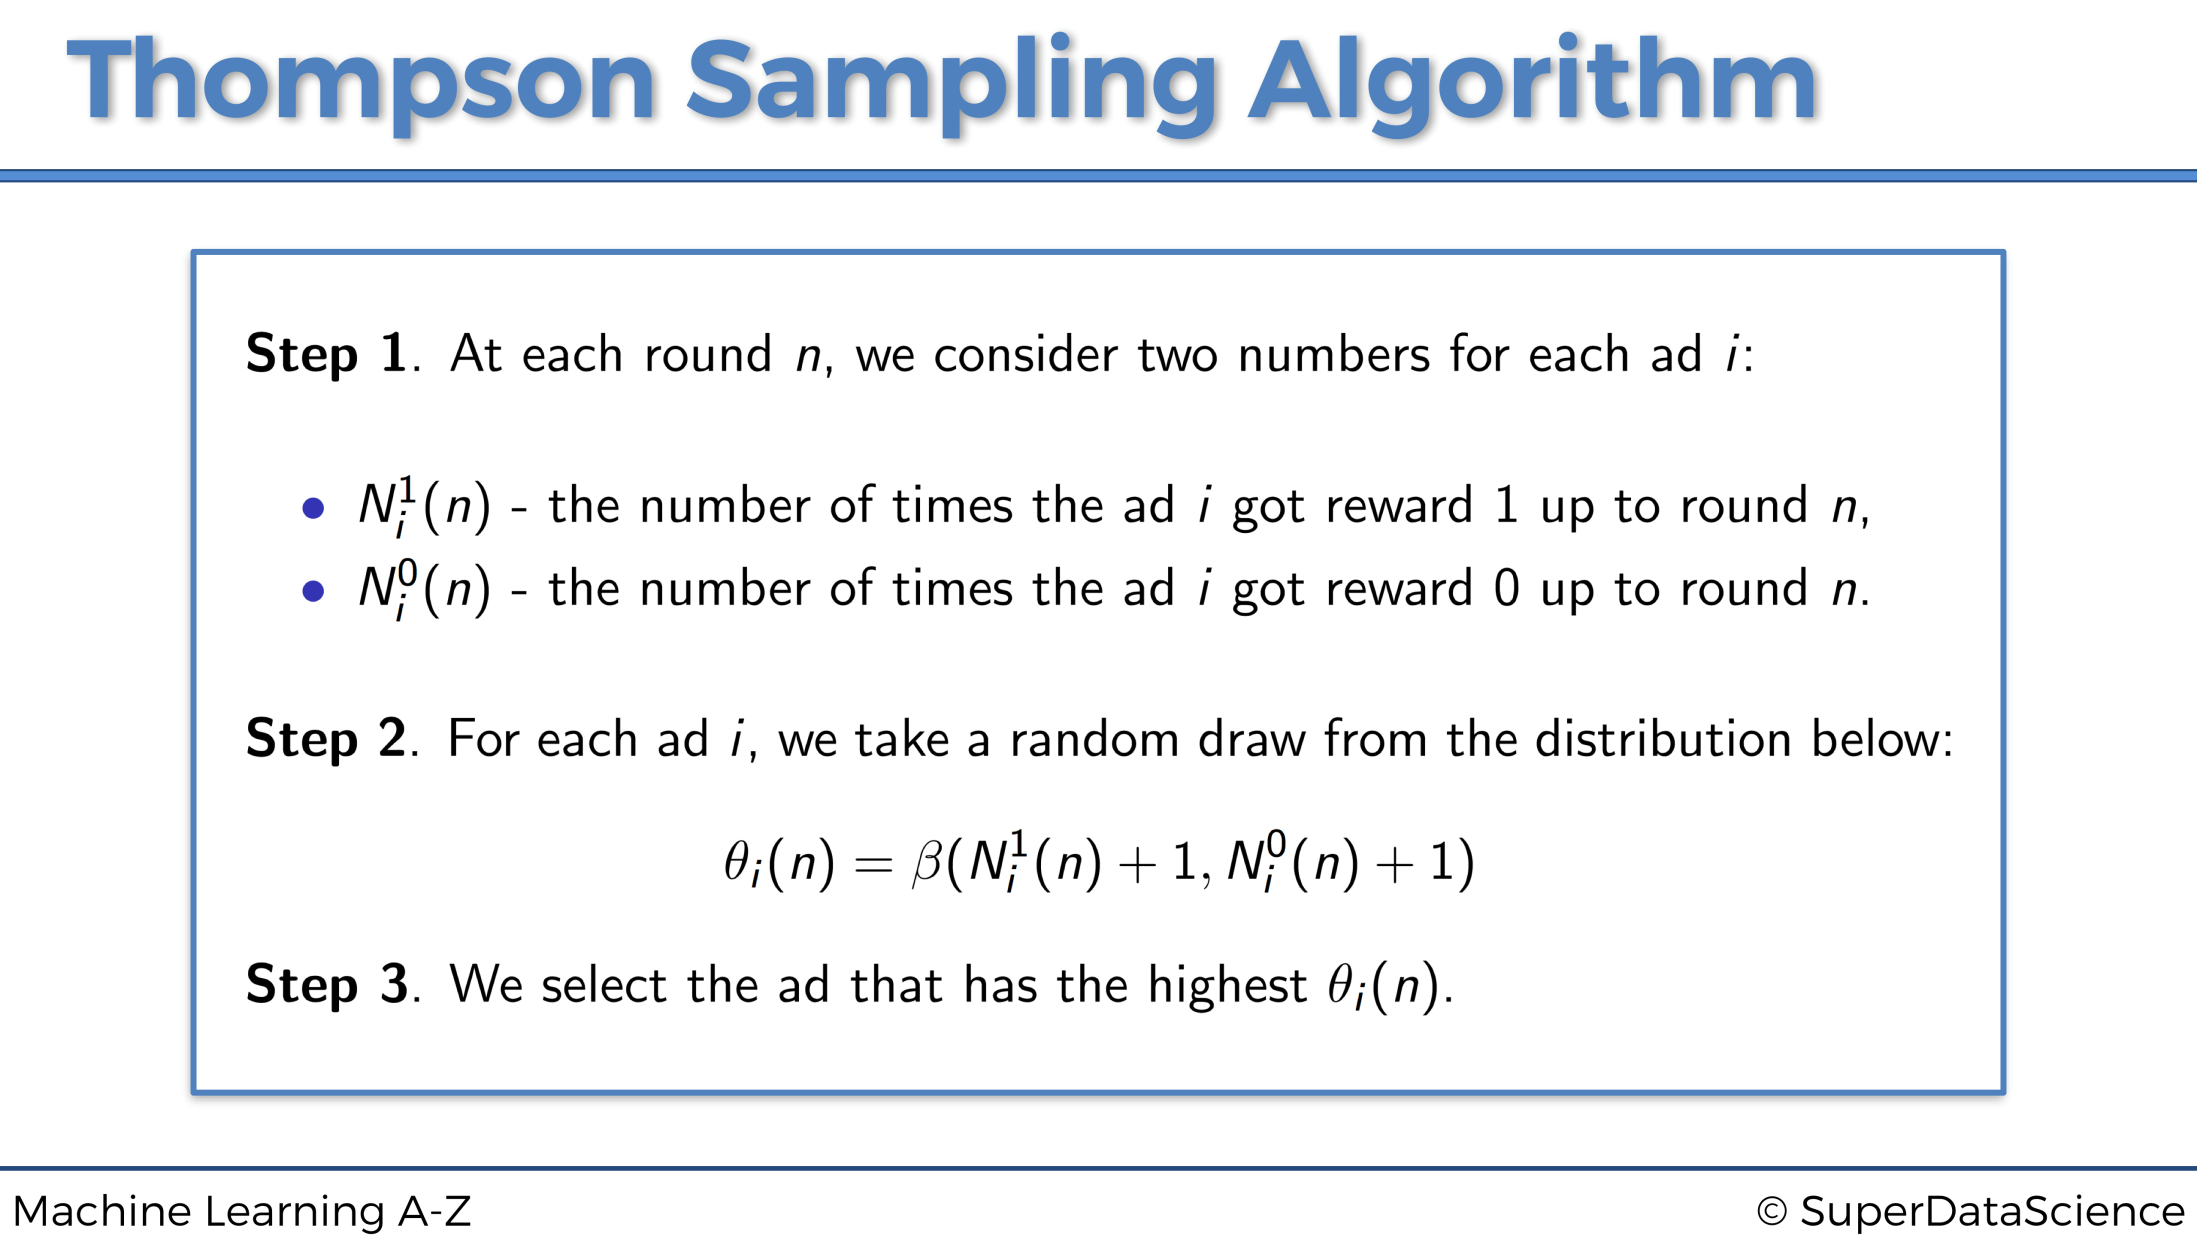 Thompson Sampling Algorithm
Step 1. At each round n, we consider two numbers for each ad i:
• N_i^1(n) - the number of times the ad i got reward 1 up to round n,
• N_i^0(n) - the number of times the ad i got reward 0 up to round n.
Step 2. For each ad i, we take a random draw from the distribution below:
θ_i(n) = β(N_i^1(n) + 1, N_i^0(n) + 1)
Step 3. We select the ad that has the highest θ_i(n).
Machine Learning A-Z
© SuperDataScience